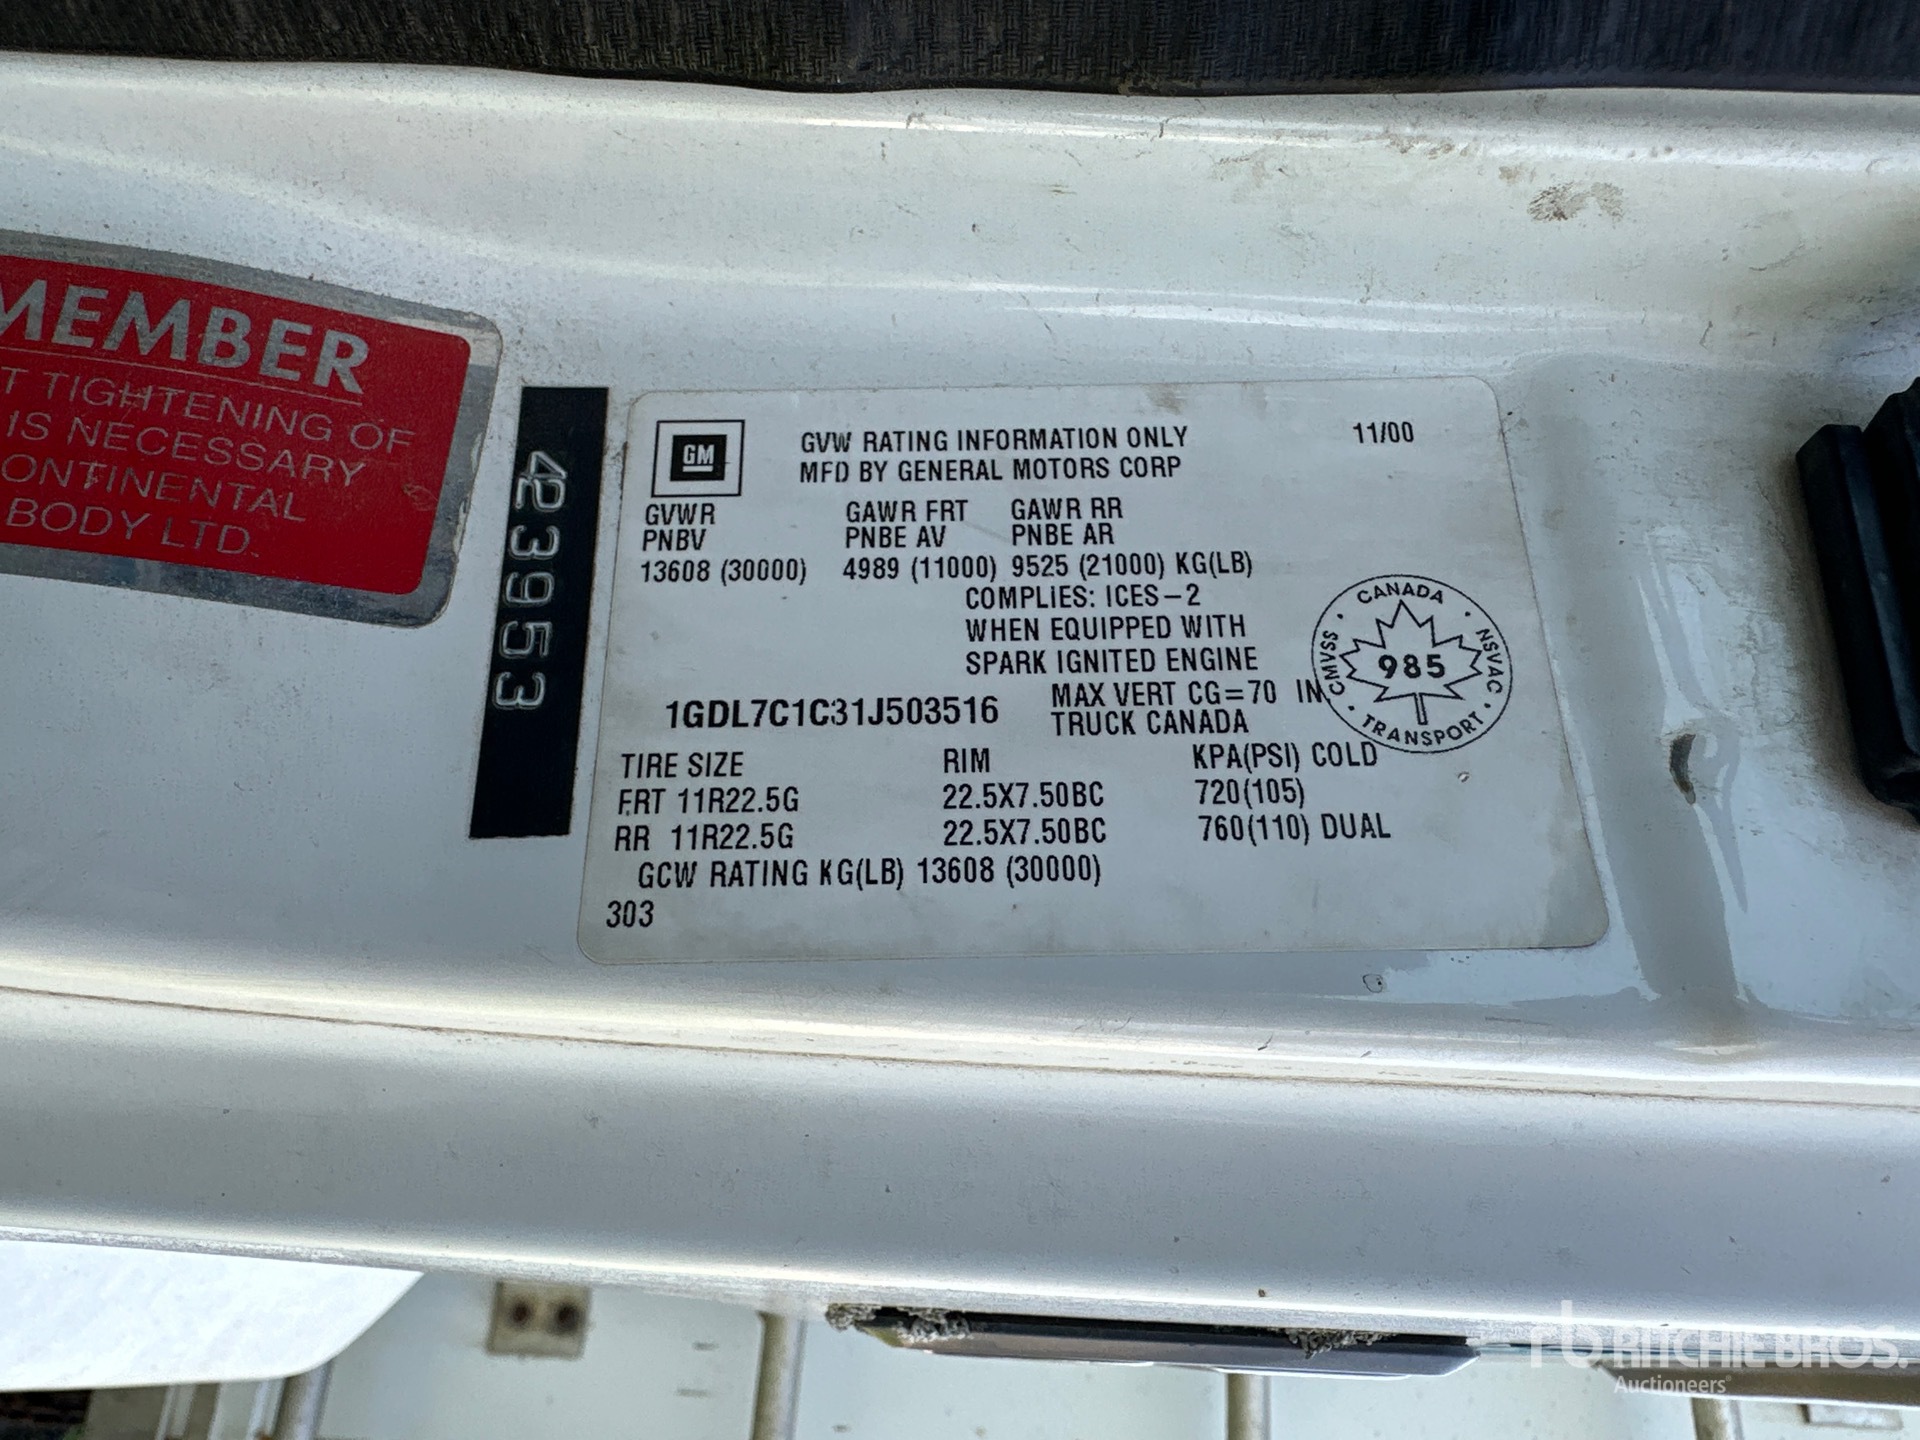 MEMBER
T TIGHTENING OF
IS NECESSARY
ONTINENTAL
BODY LTD.
423953
GM
GVW RATING INFORMATION ONLY 11/00
MFD BY GENERAL MOTORS CORP
GVWR GAWR FRT GAWR RR
PNBV PNBE AV PNBE AR
13608 (30000) 4989 (11000) 9525 (21000) KG(LB)
COMPLIES: ICES-2
WHEN EQUIPPED WITH
SPARK IGNITED ENGINE
1GDL7C1C31J503516 MAX VERT CG=70 IN
TRUCK CANADA
CANADA
CMVSS 985 NSVAC
TRANSPORT
TIRE SIZE RIM KPA(PSI) COLD
FRT 11R22.5G 22.5X7.50BC 720(105)
RR 11R22.5G 22.5X7.50BC 760(110) DUAL
GCW RATING KG(LB) 13608 (30000)
303
rb RITCHIE BROS.
Auctioneers